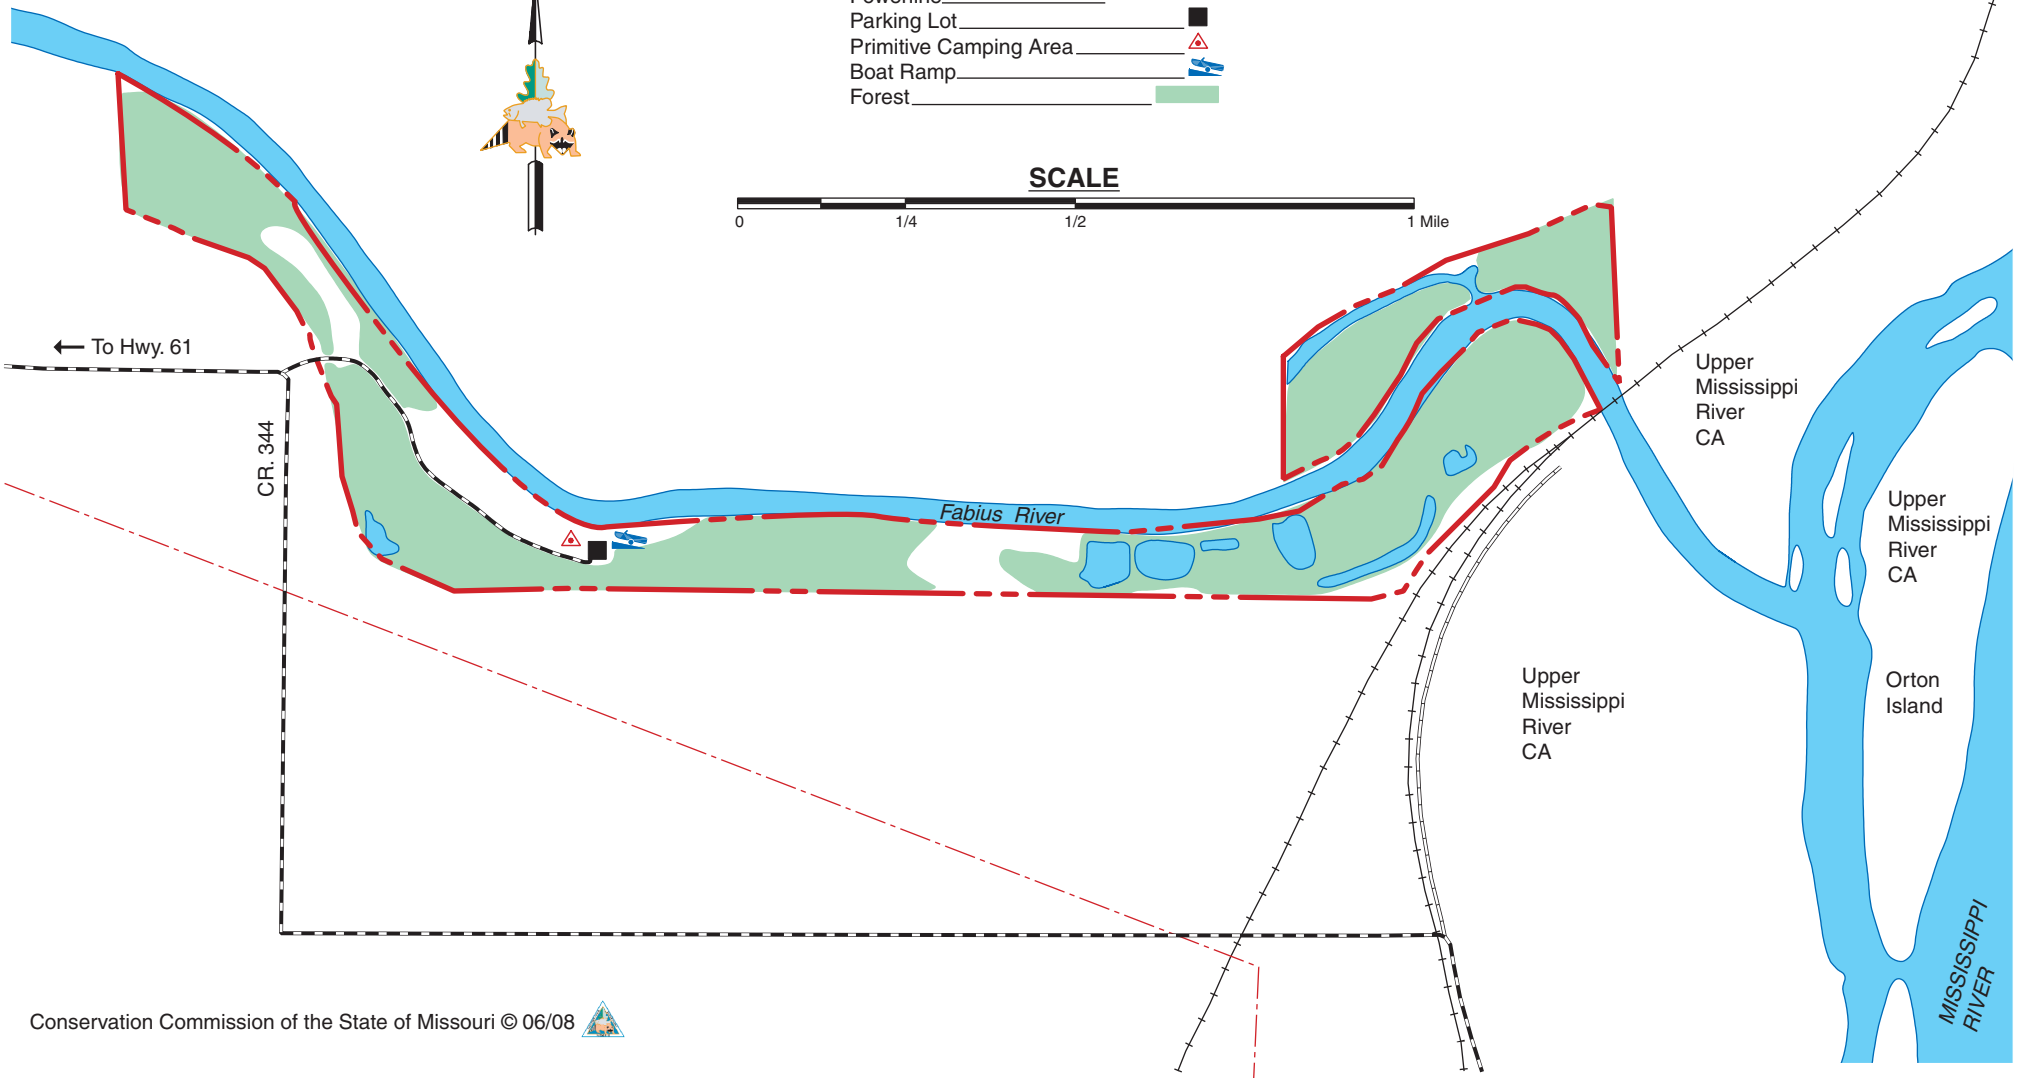 Parking Lot
Primitive Camping Area
Boat Ramp
Forest
SCALE
0 1/4 1/2 1 Mile
To Hwy. 61
CR. 344
Fabius River
Upper
Mississippi
River
CA
Upper
Mississippi
River
CA
Upper
Mississippi
River
CA
Orton
Island
MISSISSIPPI
RIVER
Conservation Commission of the State of Missouri © 06/08